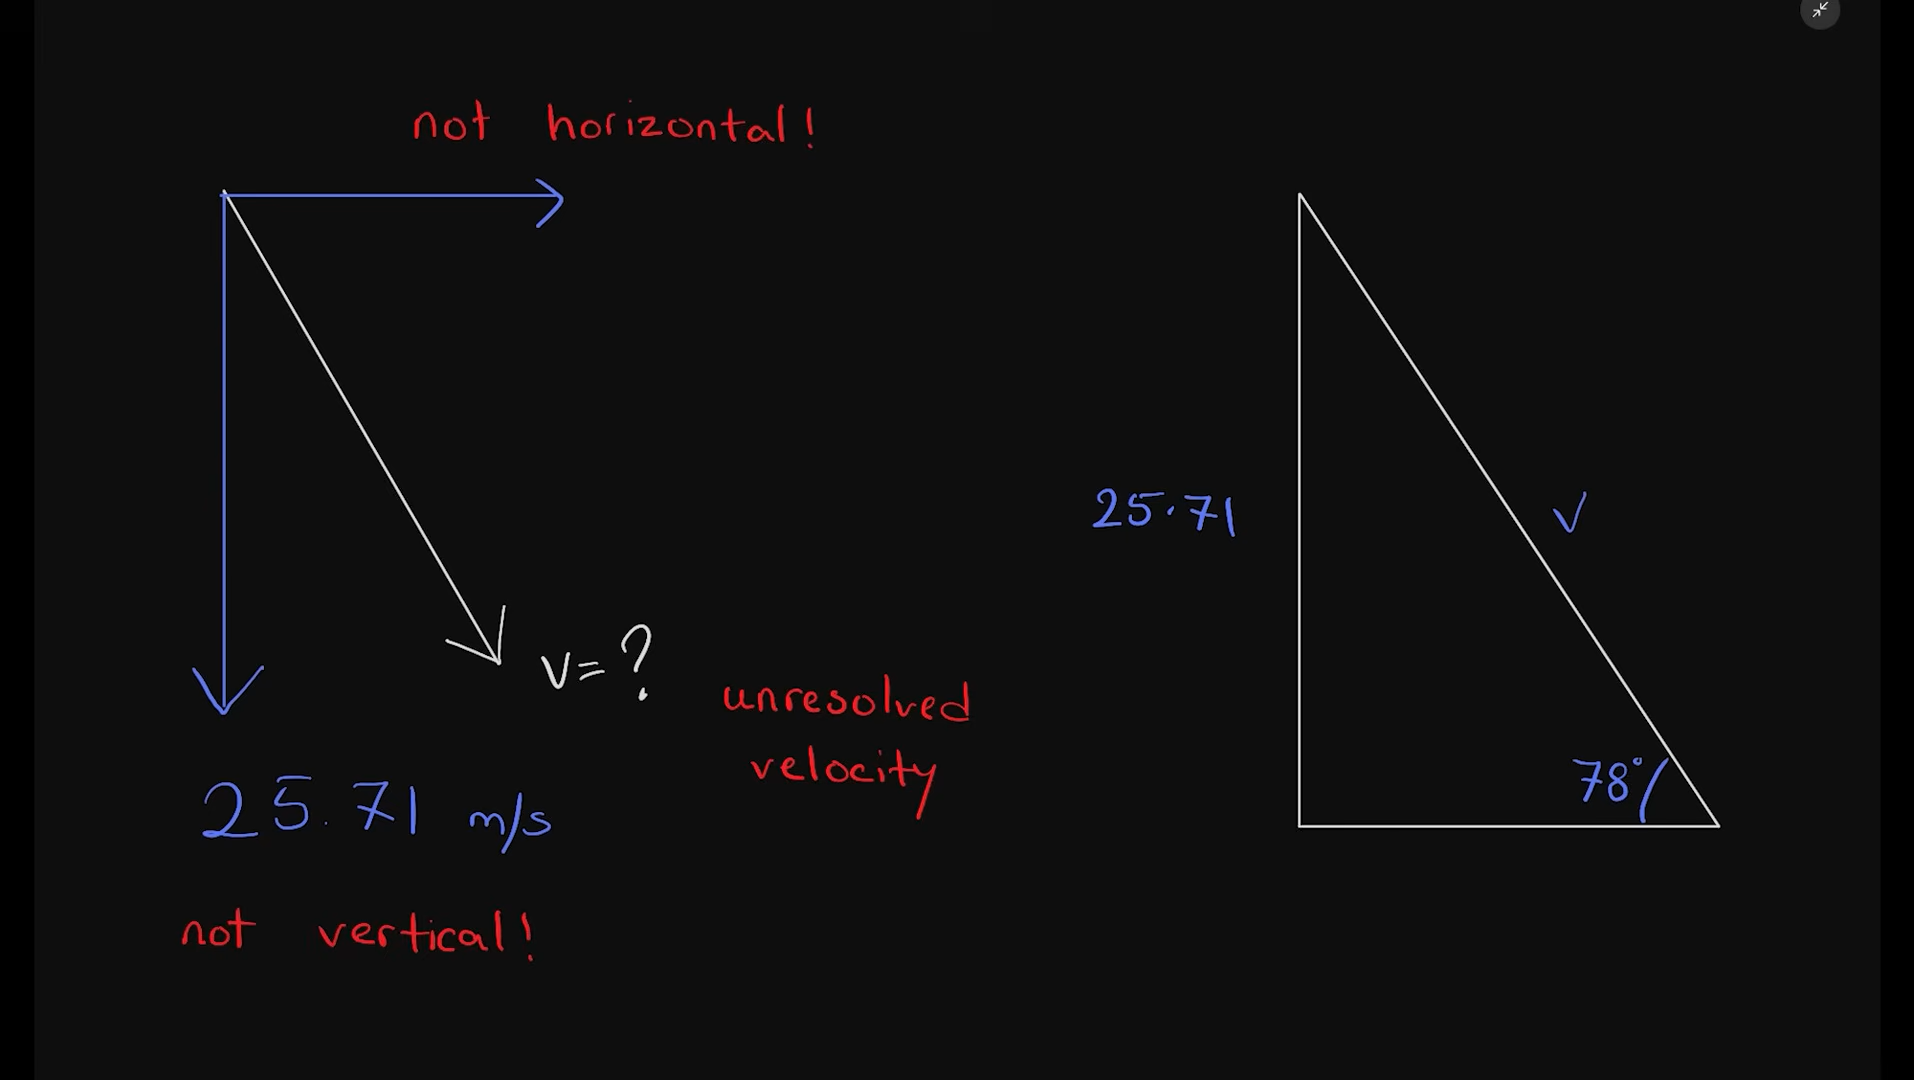 not horizontal!
25.71
v
v=?
unresolved
velocity
78°
25.71 m/s
not vertical!